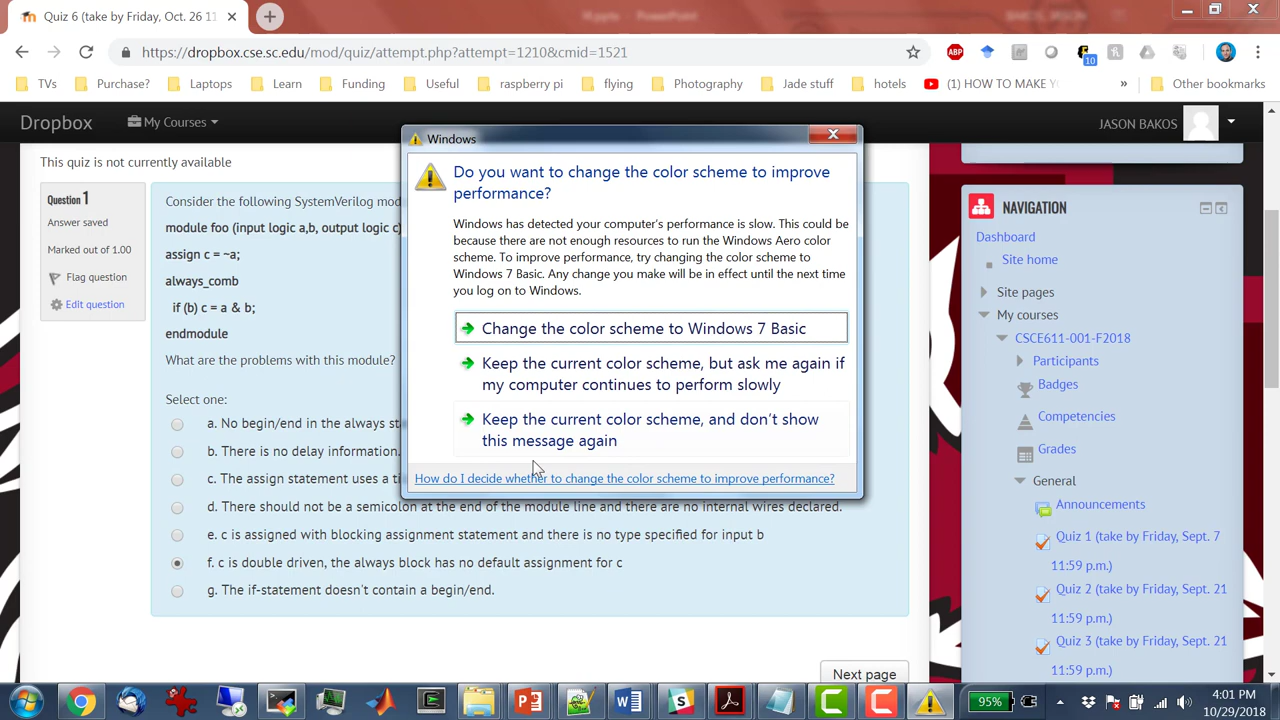 Quiz 6 (take by Friday, Oct. 26 11
https://dropbox.cse.sc.edu/mod/quiz/attempt.php?attempt=1210&cmid=1521
ABP
10
TVs
Purchase?
Laptop
Learn
Funding
Useful
raspberry pi
flying
Photography
Jade stuff
hotels
(1) HOW TO MAKE
»
Other bookmarks
Dropbox
My Courses
JASON BAKOS
This quiz is not currently available
Question 1
Answer saved
Marked out of 1.00
Flag question
Edit question
Consider the following SystemVerilog
module foo (input logic a,b, output logic c)
assign c = ~a;
always_comb
if (b) c = a & b;
endmodule
What are the problems with this module?
Select one:
a. No begin/end in the always
b. There is no delay information.
c. The assign statement uses a
d. There should not be a semicolon at the end of the module line and there are no internal wires declared.
e. c is assigned with blocking assignment statement and there is no type specified for input b
f. c is double driven, the always block has no default assignment for c
g. The if-statement doesn't contain a begin/end.
Next page
Windows
Do you want to change the color scheme to improve
performance?
Windows has detected your computer's performance is slow. This could be
because there are not enough resources to run the Windows Aero color
scheme. To improve performance, try changing the color scheme to
Windows 7 Basic. Any change you make will be in effect until the next time
you log on to Windows.
Change the color scheme to Windows 7 Basic
Keep the current color scheme, but ask me again if
my computer continues to perform slowly
Keep the current color scheme, and don't show
this message again
How do I decide whether to change the color scheme to improve performance?
NAVIGATION
Dashboard
Site home
Site pages
My courses
CSCE611-001-F2018
Participants
Badges
Competencies
Grades
General
Announcements
Quiz 1 (take by Friday, Sept. 7
11:59 p.m.)
Quiz 2 (take by Friday, Sept. 21
11:59 p.m.)
Quiz 3 (take by Friday, Sept. 21
11:59 p.m.)
95%
4:01 PM
10/29/2018